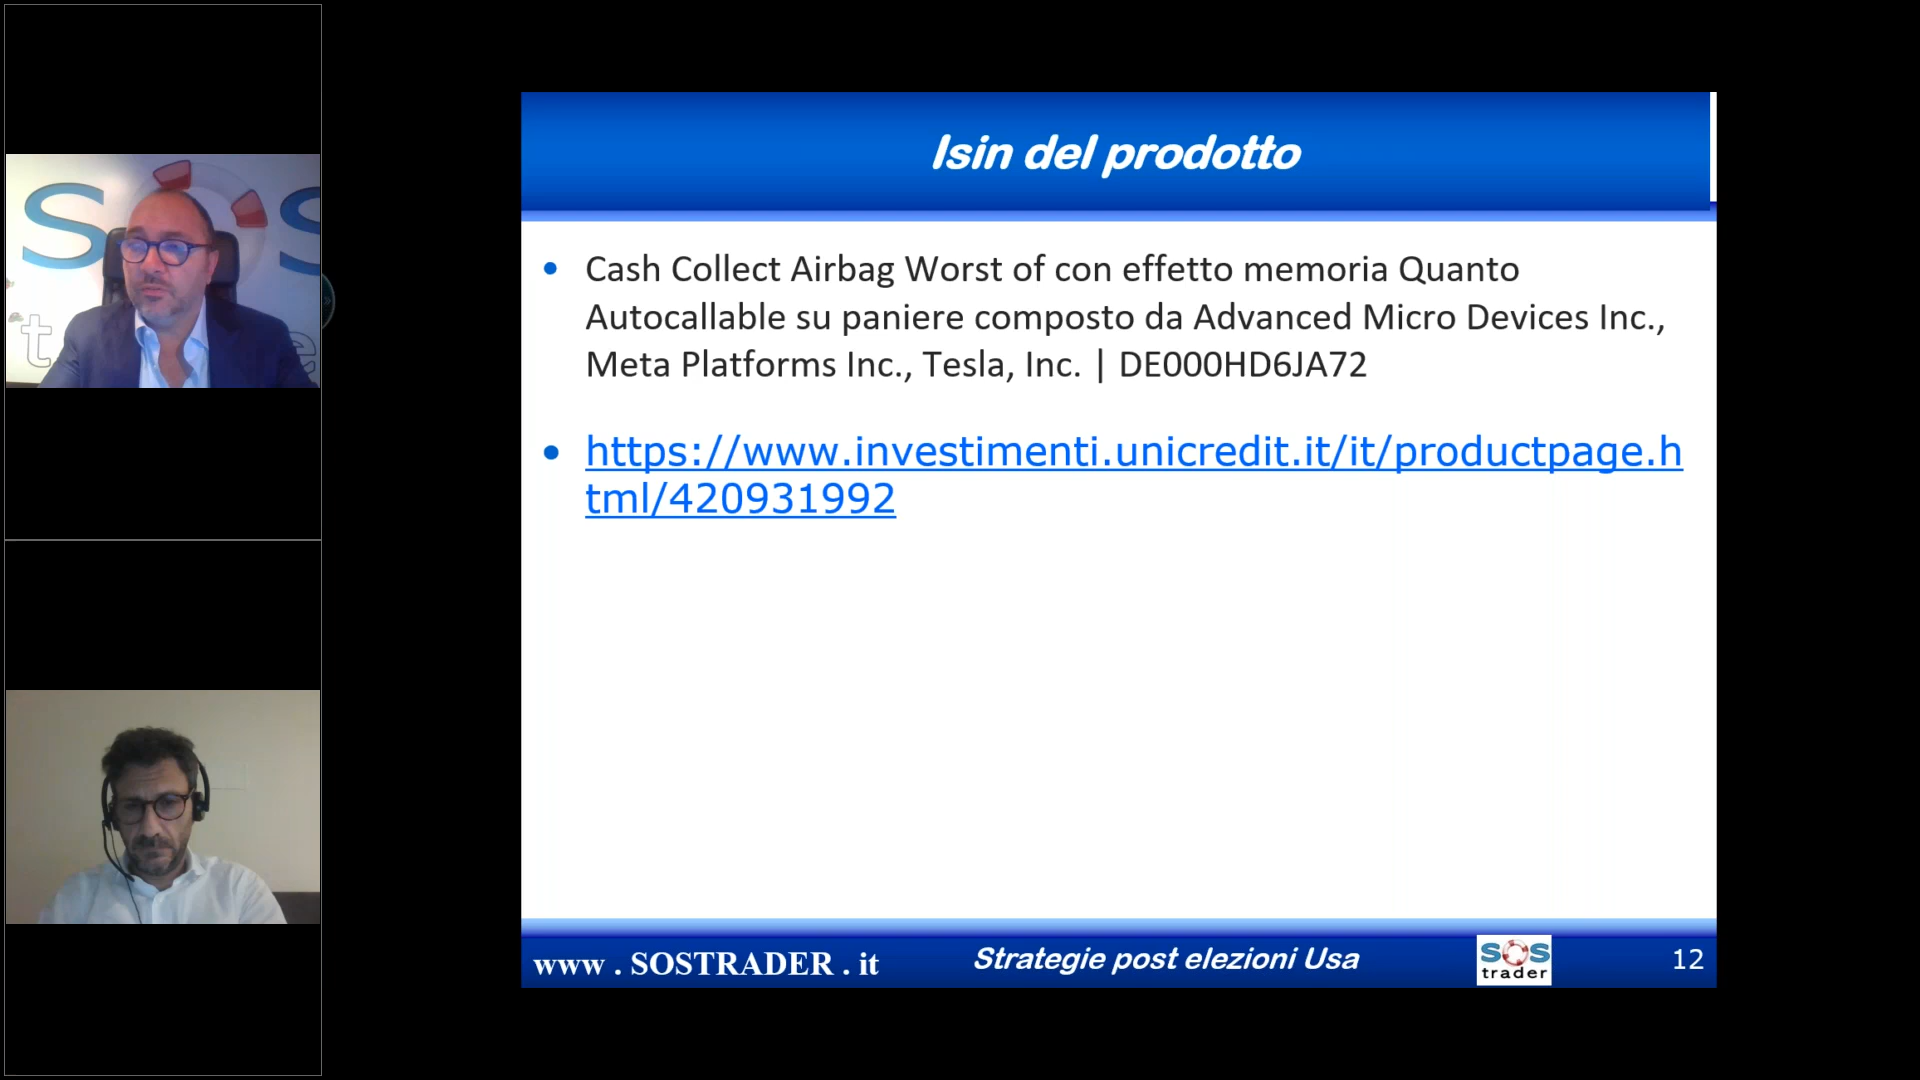 Isin del prodotto
• Cash Collect Airbag Worst of con effetto memoria Quanto
Autocallable su paniere composto da Advanced Micro Devices Inc.,
Meta Platforms Inc., Tesla, Inc. | DE000HD6JA72
• https://www.investimenti.unicredit.it/it/productpage.h
tml/420931992
www . SOSTRADER . it
Strategie post elezioni Usa
SOS
trader
12